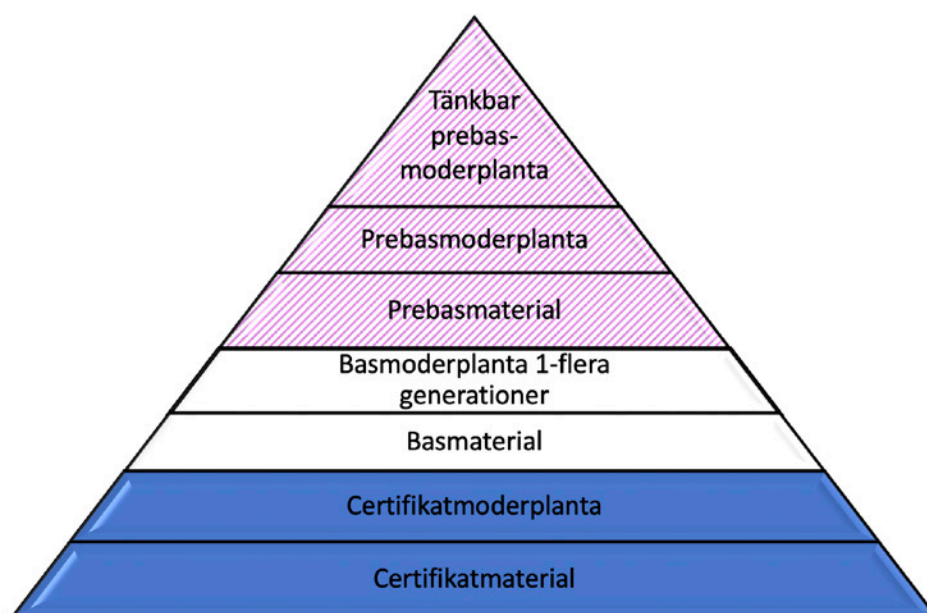 Tänkbar
prebas-
moderplanta
Prebasmoderplanta
Prebasmaterial
Basmoderplanta 1-flera
generationer
Basmaterial
Certifikatmoderplanta
Certifikatmaterial